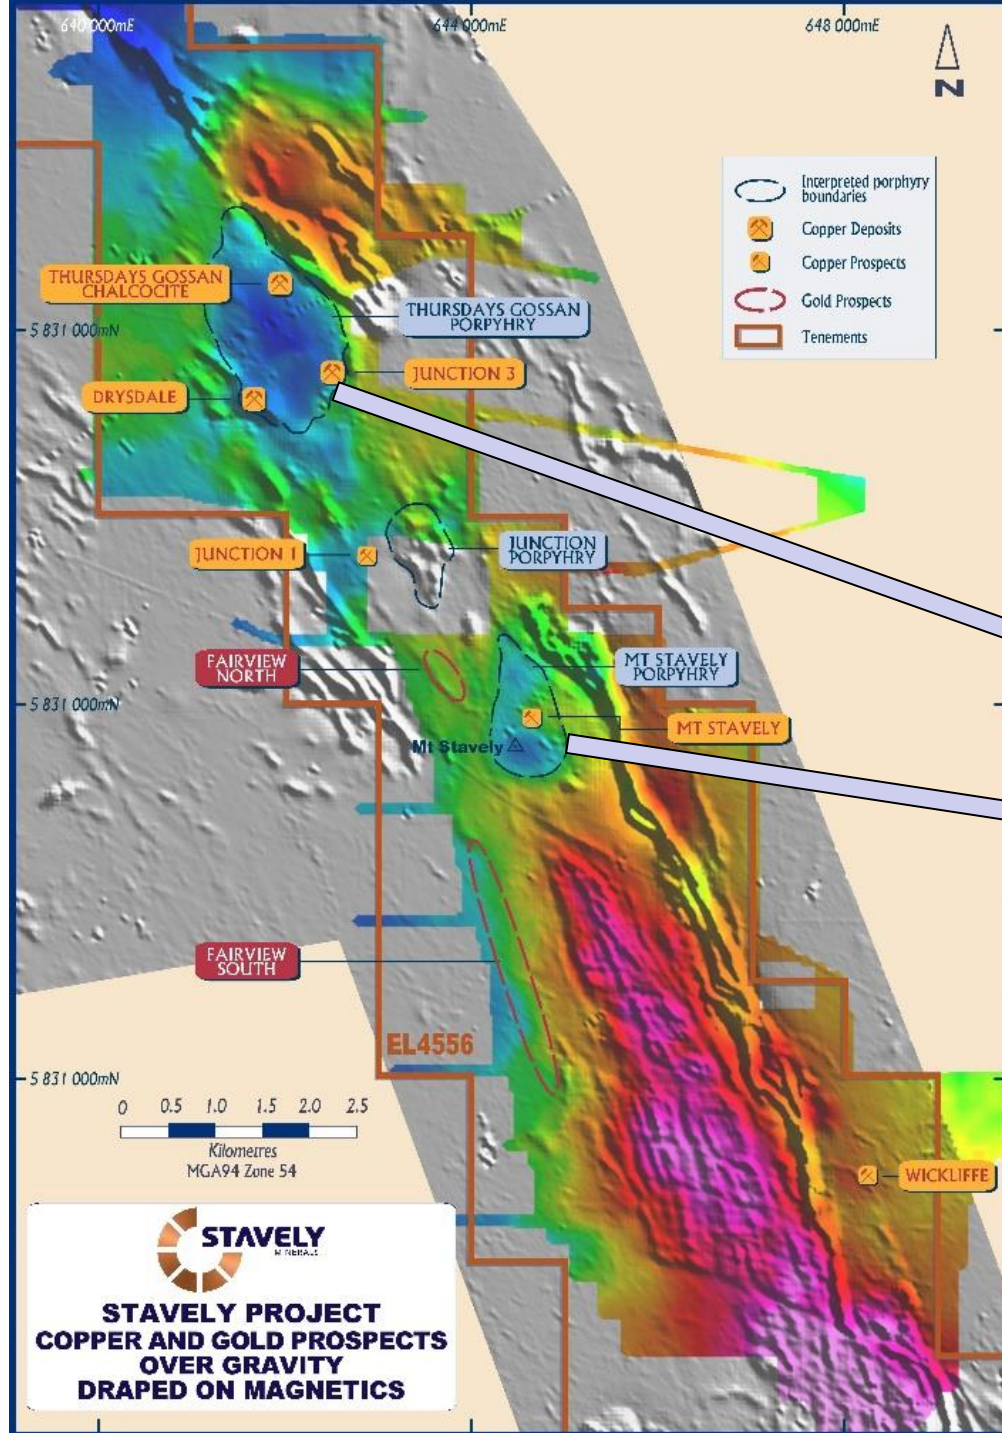 640 000mE
644 000mE
648 000mE
N
Interpreted porphyry
boundaries
Copper Deposits
Copper Prospects
Gold Prospects
Tenements
THURSDAYS GOSSAN
CHALCOCITE
THURSDAYS GOSSAN
PORPYHRY
5 831 000mN
JUNCTION 3
DRYSDALE
JUNCTION 1
JUNCTION
PORPYHRY
FAIRVIEW
NORTH
MT STAVELY
PORPYHRY
5 831 000mN
MT STAVELY
Mt Stavely
FAIRVIEW
SOUTH
EL4556
5 831 000mN
0 0.5 1.0 1.5 2.0 2.5
Kilometres
MGA94 Zone 54
WICKLIFFE
STAVELY
MINERALS
STAVELY PROJECT
COPPER AND GOLD PROSPECTS
OVER GRAVITY
DRAPED ON MAGNETICS